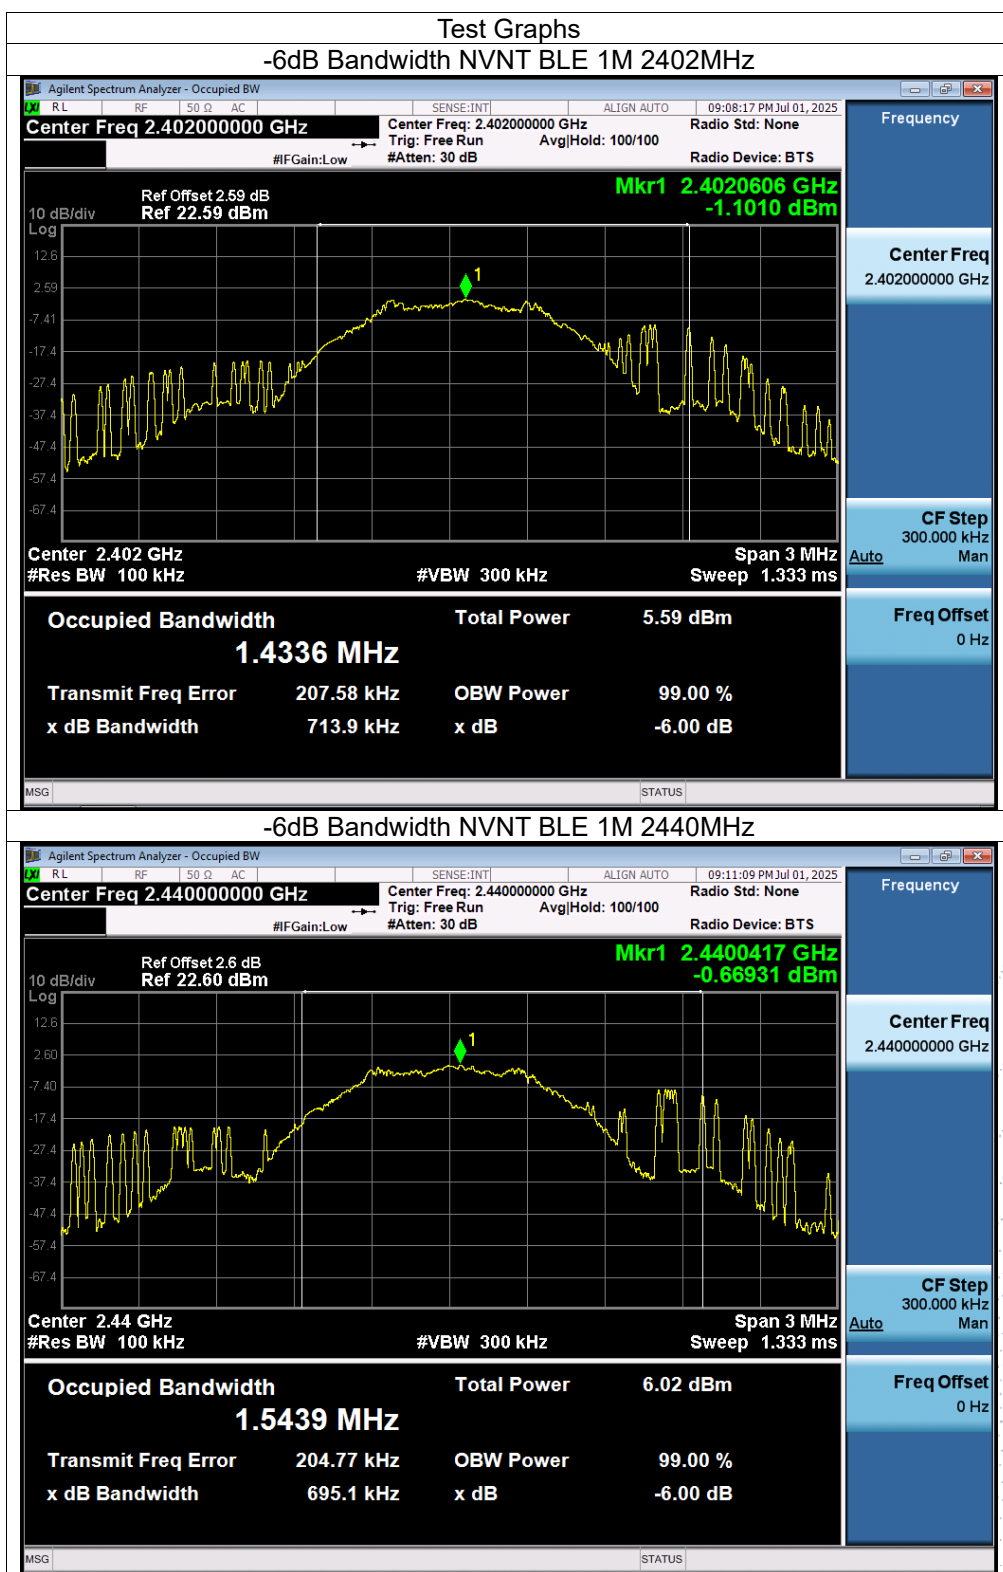 Test Graphs
-6dB Bandwidth NVNT BLE 1M 2402MHz
Agilent Spectrum Analyzer - Occupied BW
LXI RL RF 50 Ω AC SENSE:INT ALIGN AUTO 09:08:17 PM Jul 01, 2025
Center Freq 2.402000000 GHz
Center Freq: 2.402000000 GHz
Radio Std: None
Trig: Free Run Avg|Hold: 100/100
#IFGain:Low #Atten: 30 dB Radio Device: BTS
Frequency
Mkr1 2.4020606 GHz
-1.1010 dBm
Ref Offset 2.59 dB
10 dB/div Ref 22.59 dBm
Log
12.6
2.59
-7.41
-17.4
-27.4
-37.4
-47.4
-57.4
-67.4
1
Center Freq
2.402000000 GHz
Center 2.402 GHz Span 3 MHz
#Res BW 100 kHz #VBW 300 kHz Sweep 1.333 ms
CF Step
300.000 kHz
Auto Man
Occupied Bandwidth Total Power 5.59 dBm
1.4336 MHz
Transmit Freq Error 207.58 kHz OBW Power 99.00 %
x dB Bandwidth 713.9 kHz x dB -6.00 dB
Freq Offset
0 Hz
MSG STATUS
-6dB Bandwidth NVNT BLE 1M 2440MHz
Agilent Spectrum Analyzer - Occupied BW
LXI RL RF 50 Ω AC SENSE:INT ALIGN AUTO 09:11:09 PM Jul 01, 2025
Center Freq 2.440000000 GHz
Center Freq: 2.440000000 GHz
Radio Std: None
Trig: Free Run Avg|Hold: 100/100
#IFGain:Low #Atten: 30 dB Radio Device: BTS
Frequency
Mkr1 2.4400417 GHz
-0.66931 dBm
Ref Offset 2.6 dB
10 dB/div Ref 22.60 dBm
Log
12.6
2.60
-7.40
-17.4
-27.4
-37.4
-47.4
-57.4
-67.4
1
Center Freq
2.440000000 GHz
Center 2.44 GHz Span 3 MHz
#Res BW 100 kHz #VBW 300 kHz Sweep 1.333 ms
CF Step
300.000 kHz
Auto Man
Occupied Bandwidth Total Power 6.02 dBm
1.5439 MHz
Transmit Freq Error 204.77 kHz OBW Power 99.00 %
x dB Bandwidth 695.1 kHz x dB -6.00 dB
Freq Offset
0 Hz
MSG STATUS